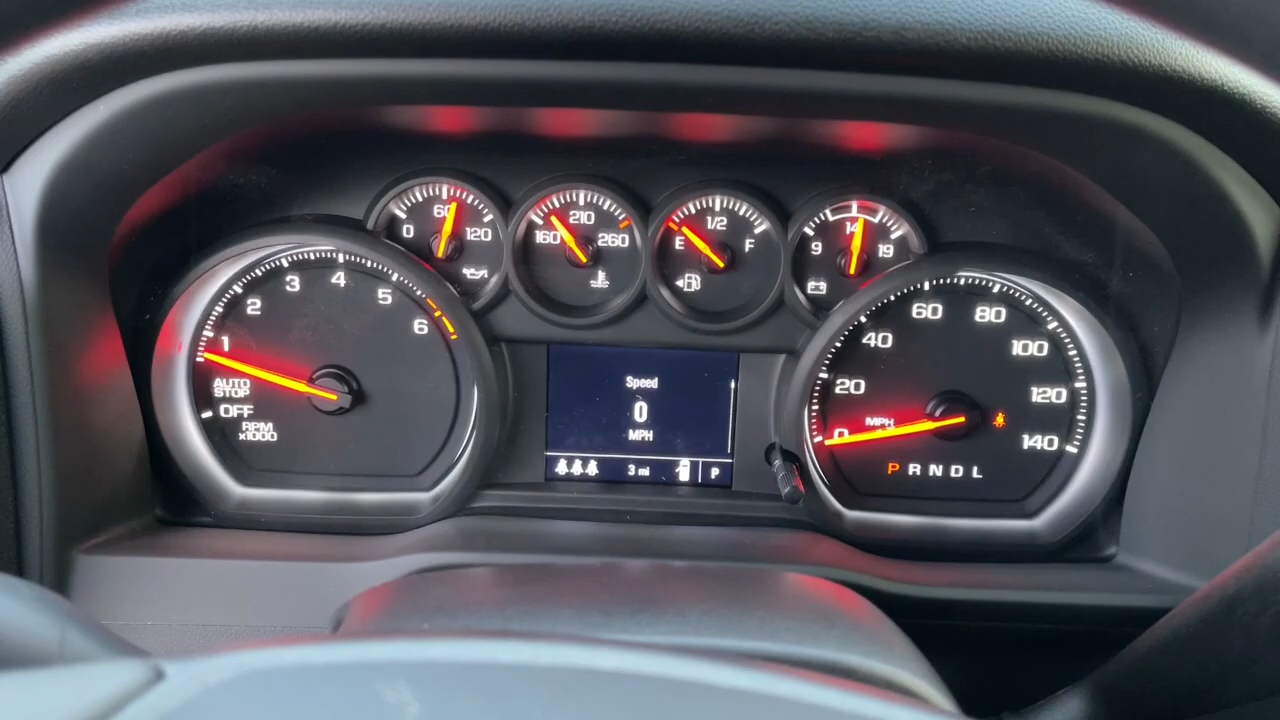 0 60 120
160 210 260
E 1/2 F
9 14 19
1 2 3 4 5 6
AUTO
STOP
OFF
RPM
x1000
Speed
0
MPH
3 mi
P
0 20 40 60 80 100 120 140
MPH
P R N D L